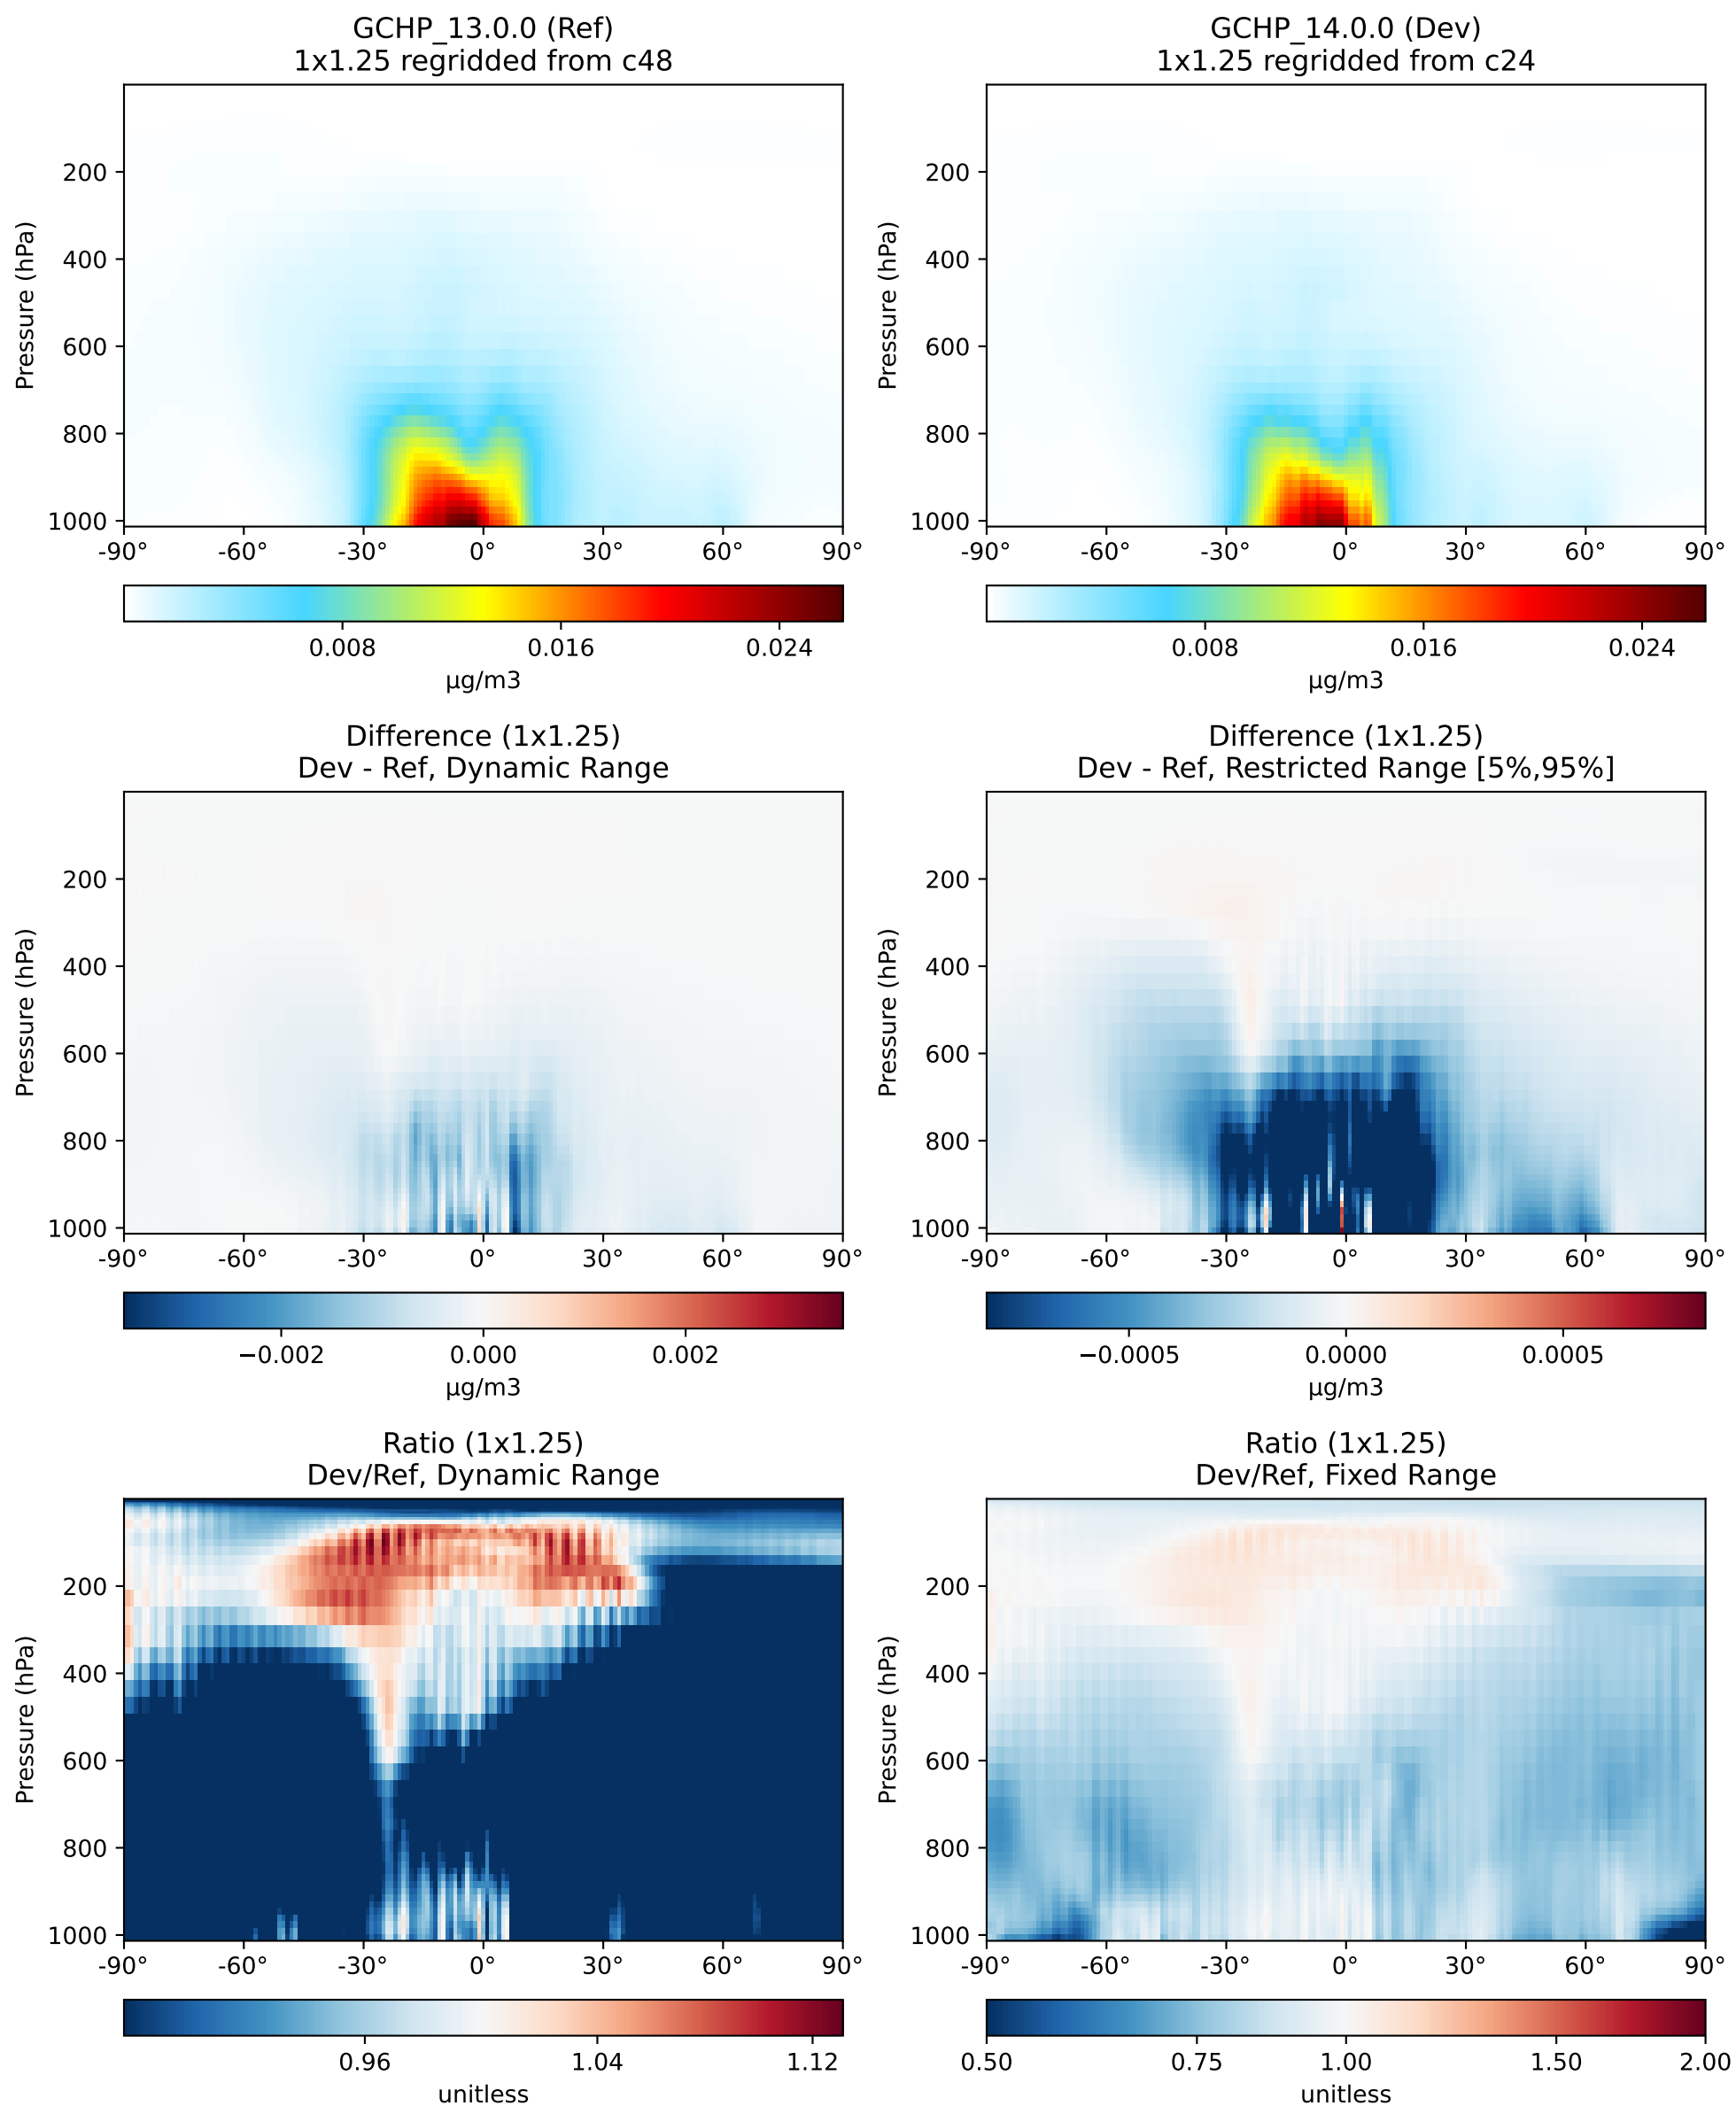 GCHP_13.0.0 (Ref)
1x1.25 regridded from c48
Pressure (hPa)
200
400
600
800
1000
-90° -60° -30° 0° 30° 60° 90°
0.008 0.016 0.024
µg/m3
GCHP_14.0.0 (Dev)
1x1.25 regridded from c24
Pressure (hPa)
200
400
600
800
1000
-90° -60° -30° 0° 30° 60° 90°
0.008 0.016 0.024
µg/m3
Difference (1x1.25)
Dev - Ref, Dynamic Range
Pressure (hPa)
200
400
600
800
1000
-90° -60° -30° 0° 30° 60° 90°
−0.002 0.000 0.002
µg/m3
Difference (1x1.25)
Dev - Ref, Restricted Range [5%,95%]
Pressure (hPa)
200
400
600
800
1000
-90° -60° -30° 0° 30° 60° 90°
−0.0005 0.0000 0.0005
µg/m3
Ratio (1x1.25)
Dev/Ref, Dynamic Range
Pressure (hPa)
200
400
600
800
1000
-90° -60° -30° 0° 30° 60° 90°
0.96 1.04 1.12
unitless
Ratio (1x1.25)
Dev/Ref, Fixed Range
Pressure (hPa)
200
400
600
800
1000
-90° -60° -30° 0° 30° 60° 90°
0.50 0.75 1.00 1.50 2.00
unitless